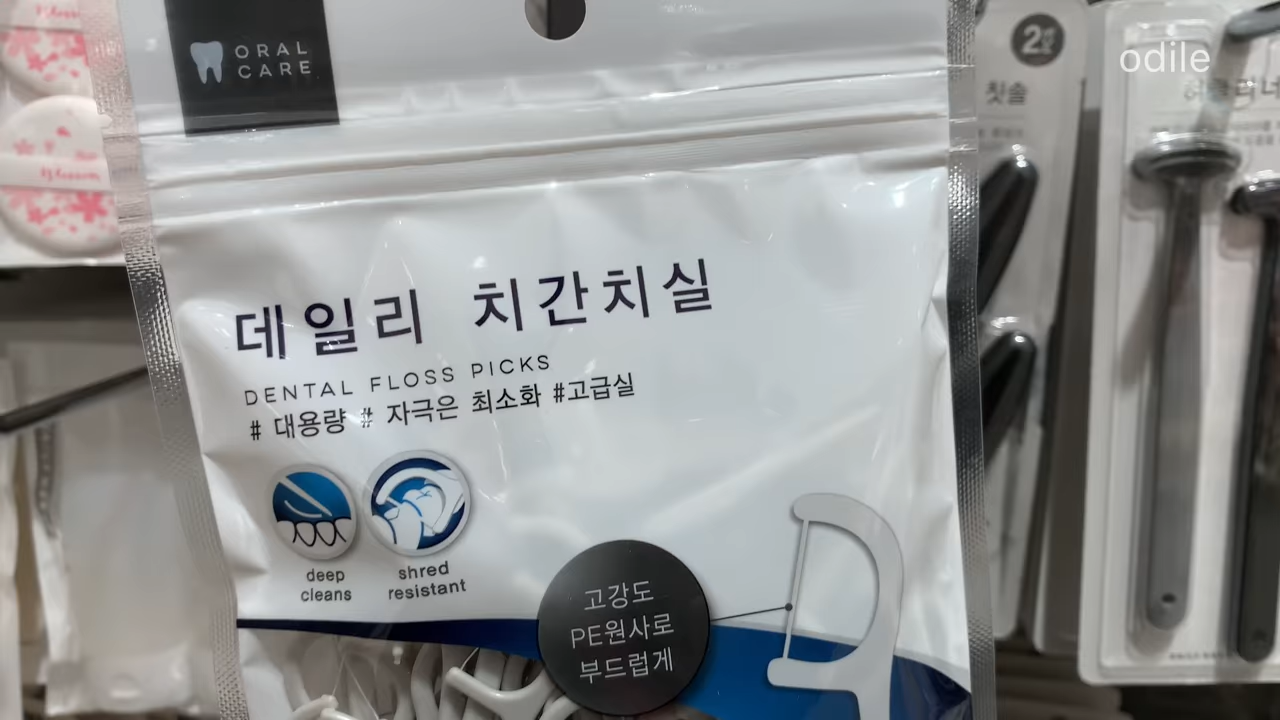 ORAL
CARE
데일리 치간치실
DENTAL FLOSS PICKS
# 대용량 # 자극은 최소화 #고급실
deep
cleans
shred
resistant
고강도
PE원사로
부드럽게
칫솔
odile
Blossom